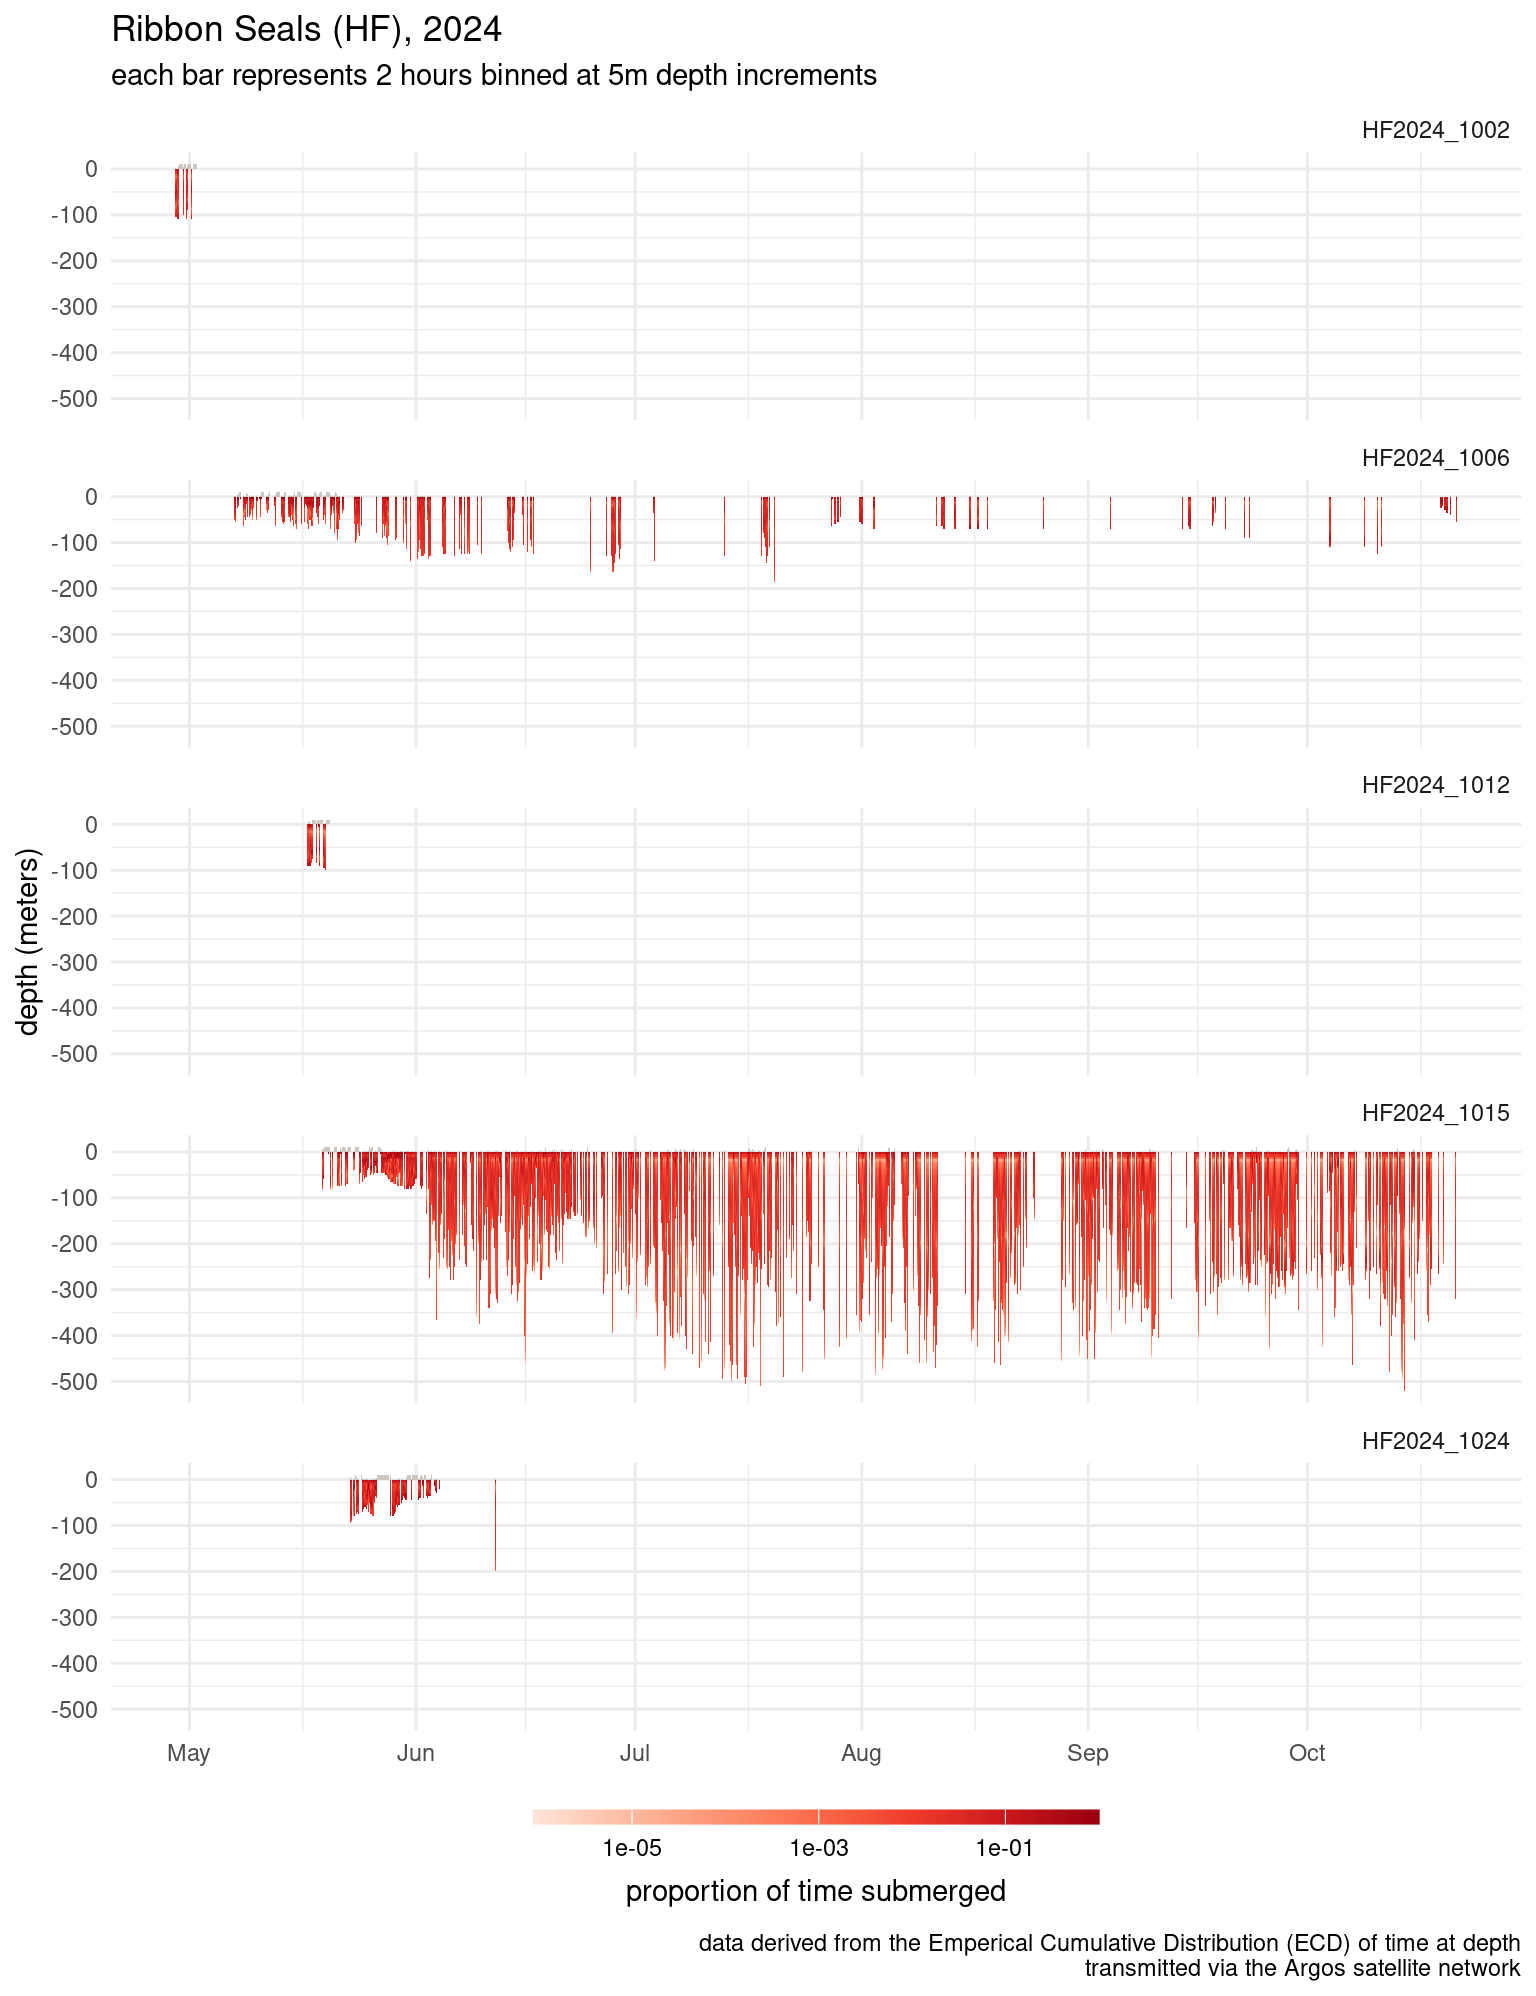 Ribbon Seals (HF), 2024
each bar represents 2 hours binned at 5m depth increments
HF2024_1002
0
-100
-200
-300
-400
-500
HF2024_1006
0
-100
-200
-300
-400
-500
HF2024_1012
0
-100
-200
-300
-400
-500
depth (meters)
HF2024_1015
0
-100
-200
-300
-400
-500
HF2024_1024
0
-100
-200
-300
-400
-500
May Jun Jul Aug Sep Oct
1e-05 1e-03 1e-01
proportion of time submerged
data derived from the Emperical Cumulative Distribution (ECD) of time at depth
transmitted via the Argos satellite network